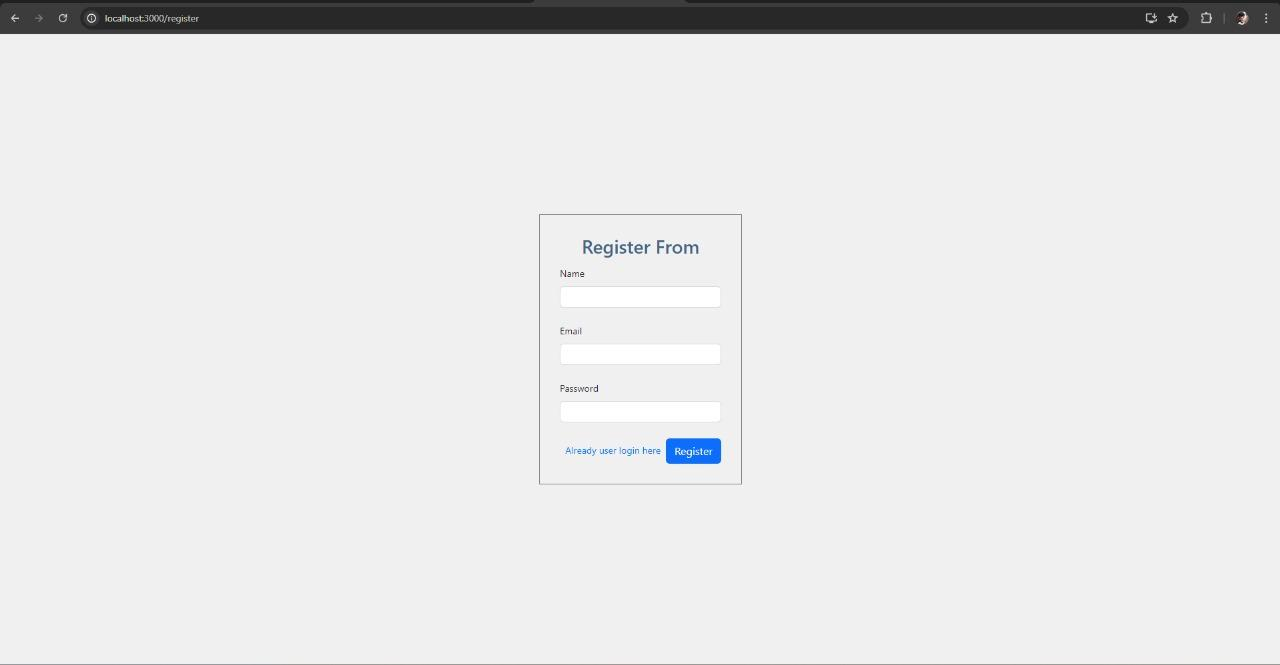 localhost:3000/register
Register From
Name
Email
Password
Already user login here Register